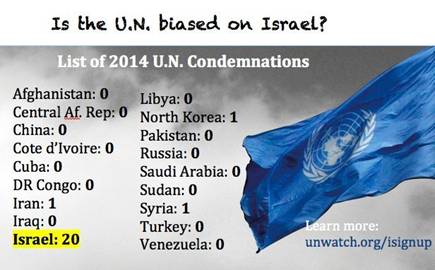 Is the U.N. biased on Israel?
List of 2014 U.N. Condemnations
Afghanistan: 0
Central Af. Rep: 0
China: 0
Cote d'Ivoire: 0
Cuba: 0
DR Congo: 0
Iran: 1
Iraq: 0
Israel: 20
Libya: 0
North Korea: 1
Pakistan: 0
Russia: 0
Saudi Arabia: 0
Sudan: 0
Syria: 1
Turkey: 0
Venezuela: 0
Learn more:
unwatch.org/isignup